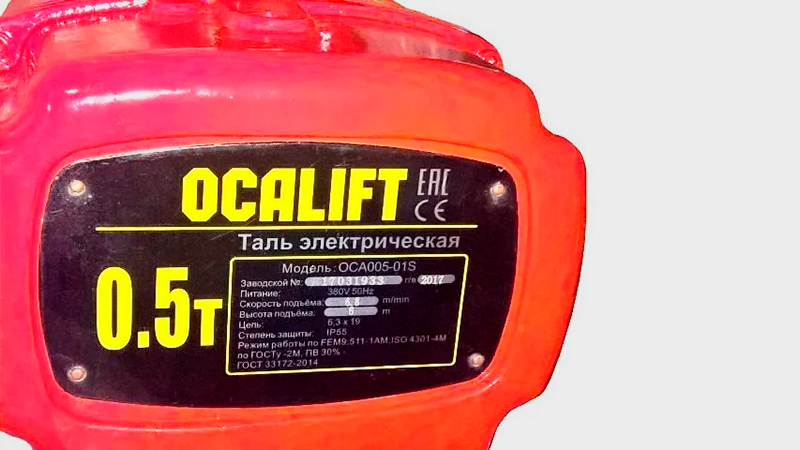 OCALIFT EAC CE
Таль электрическая
0.5т
Модель: OCA005-01S
Заводской №: 17031933 г/в 2017
Питание: 380V 50Hz
Скорость подъёма: 6,8 m/min
Высота подъёма: 6 m
Цепь: 6,3 x 19
Степень защиты: IP55
Режим работы по FEM9.511-1AM, ISO 4301-4M
по ГОСТу -2М, ПВ 30%
ГОСТ 33172-2014